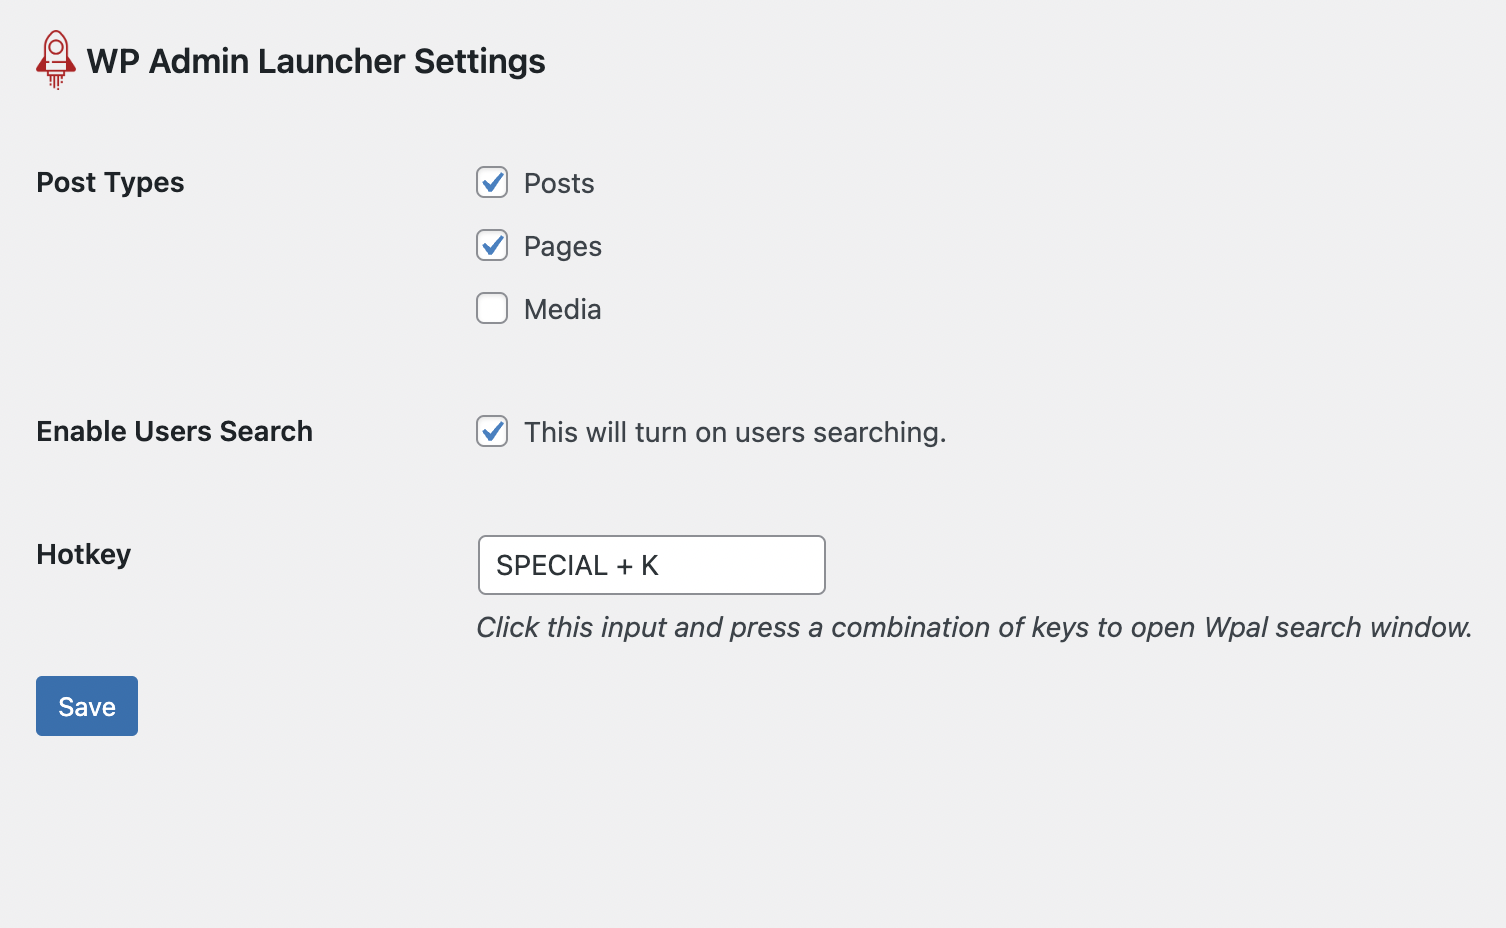 WP Admin Launcher Settings
Post Types
Posts
Pages
Media
Enable Users Search
This will turn on users searching.
Hotkey
SPECIAL + K
Click this input and press a combination of keys to open Wpal search window.
Save